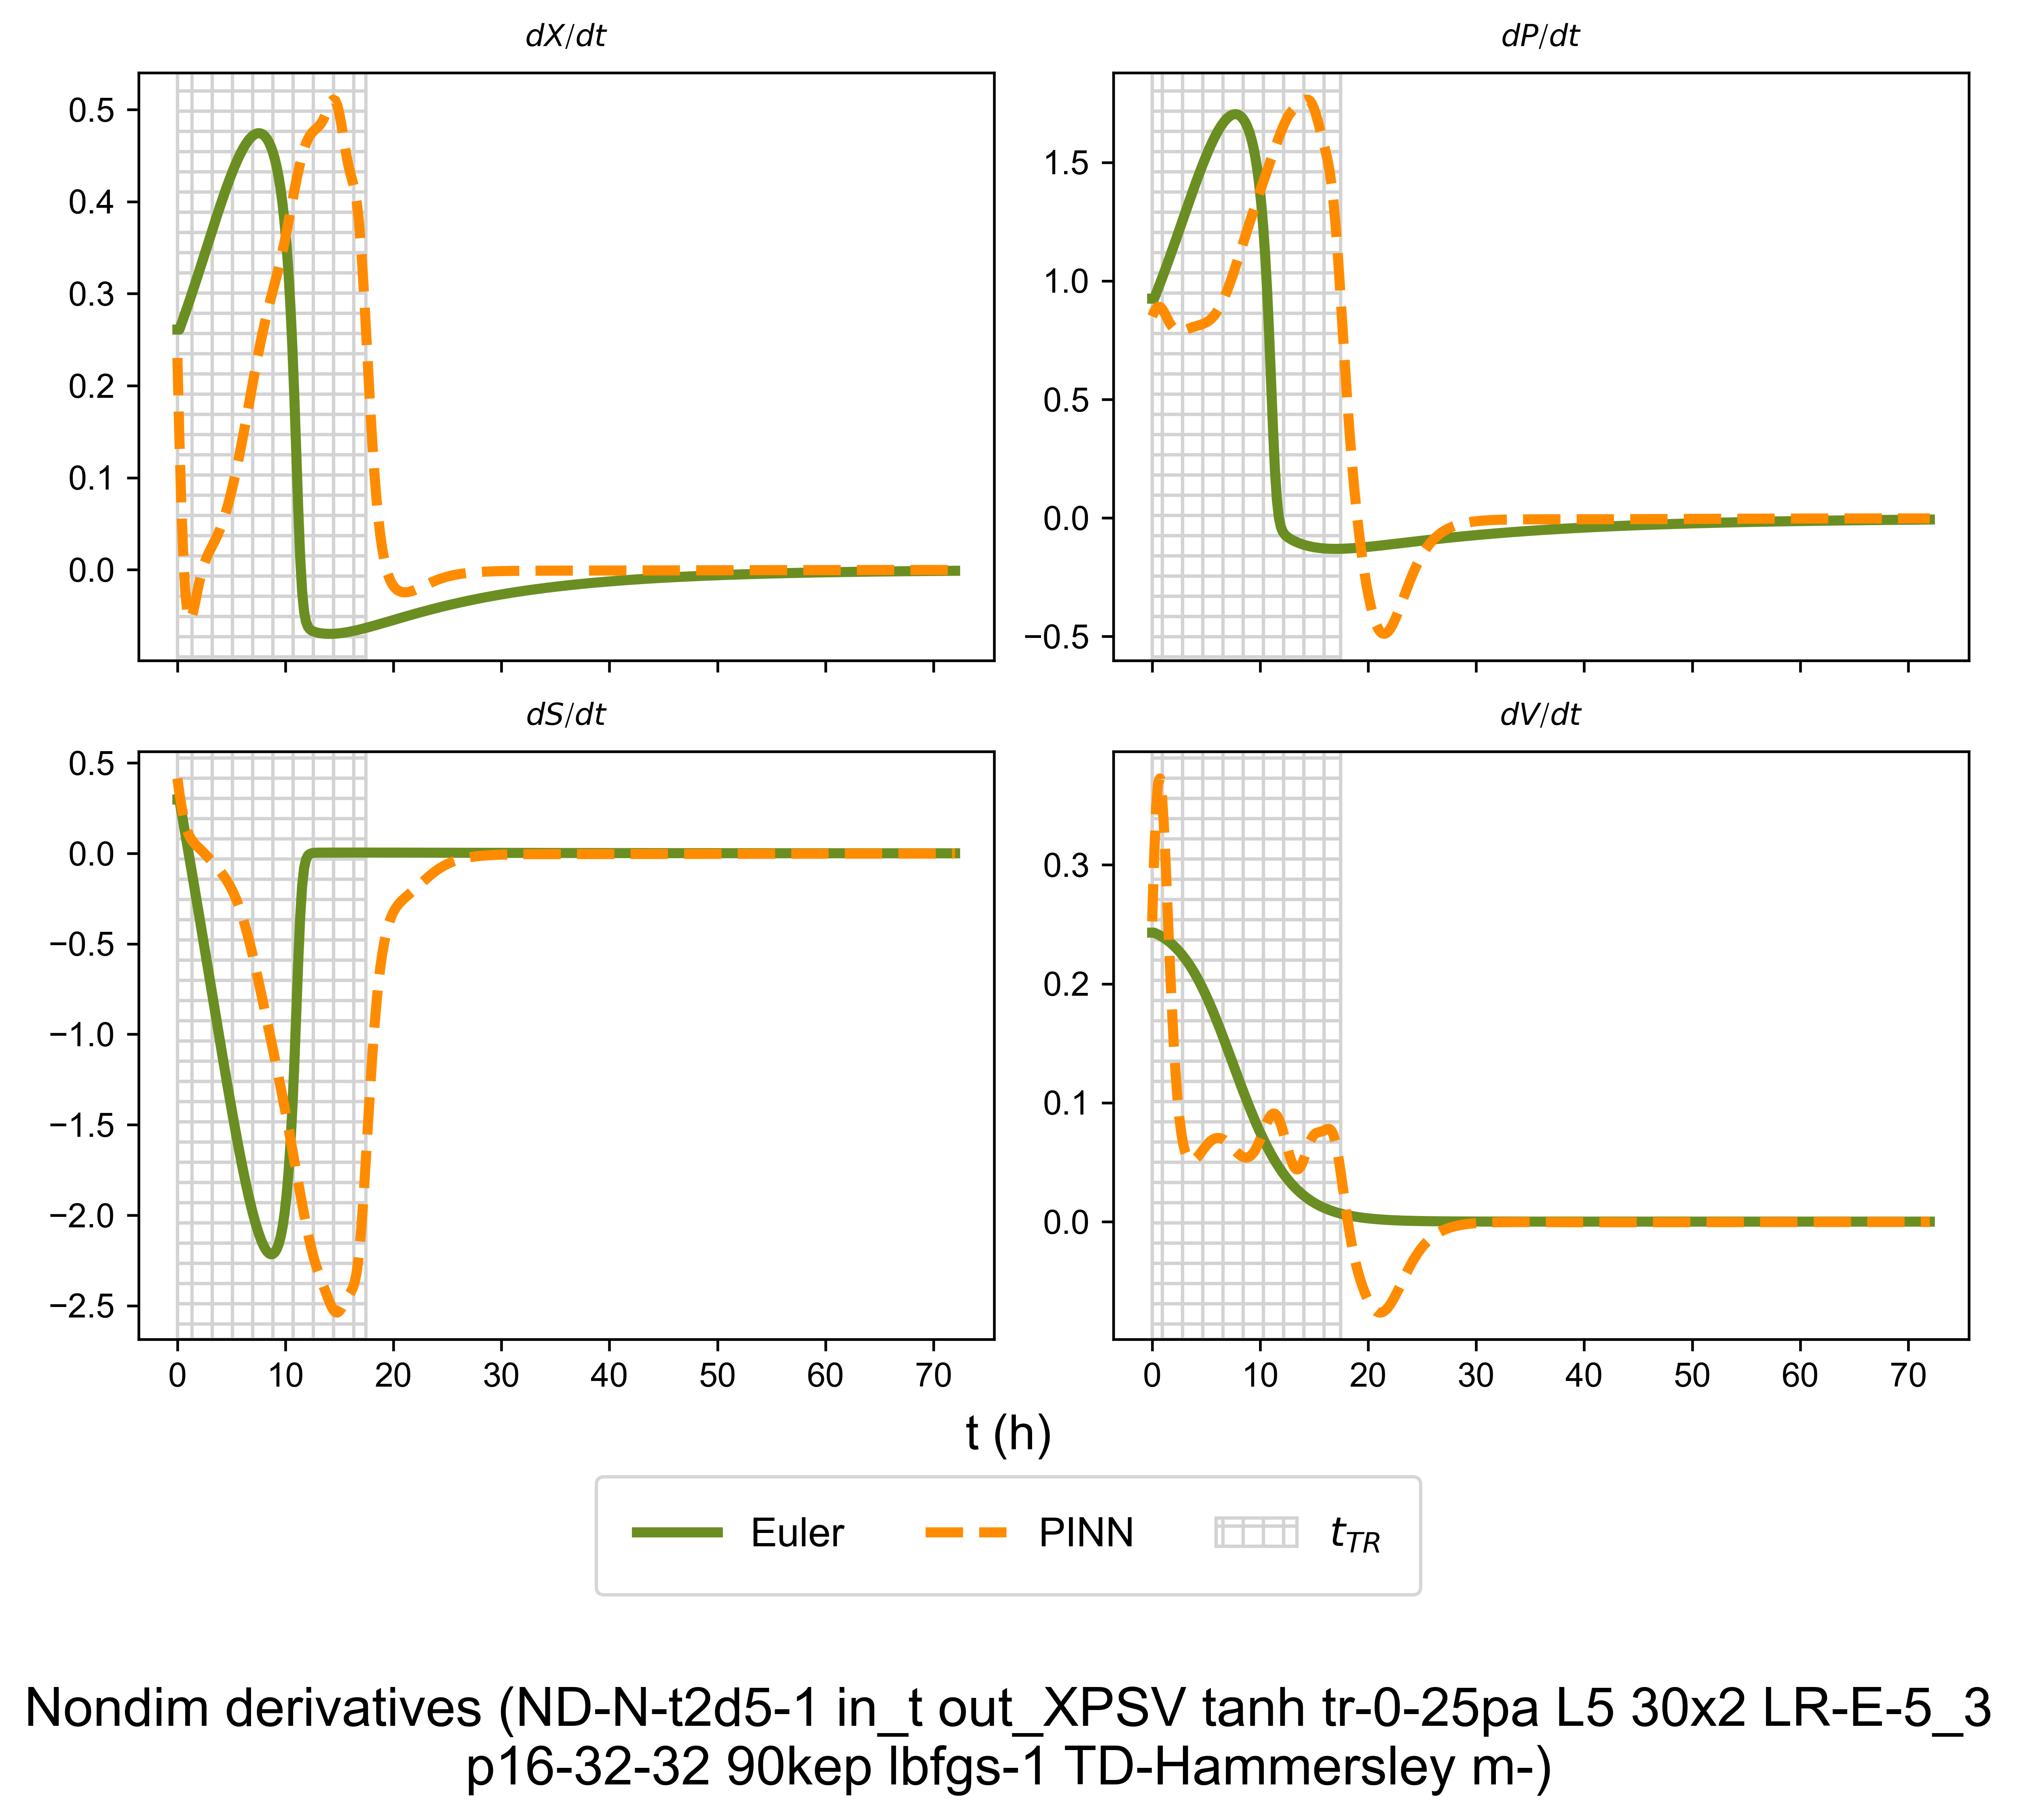 dX/dt
dP/dt
0.5
0.4
0.3
0.2
0.1
0.0
1.5
1.0
0.5
0.0
−0.5
dS/dt
dV/dt
0.5
0.0
−0.5
−1.0
−1.5
−2.0
−2.5
0.3
0.2
0.1
0.0
0 10 20 30 40 50 60 70
0 10 20 30 40 50 60 70
t (h)
Euler PINN t_TR
Nondim derivatives (ND-N-t2d5-1 in_t out_XPSV tanh tr-0-25pa L5 30x2 LR-E-5_3
p16-32-32 90kep lbfgs-1 TD-Hammersley m-)